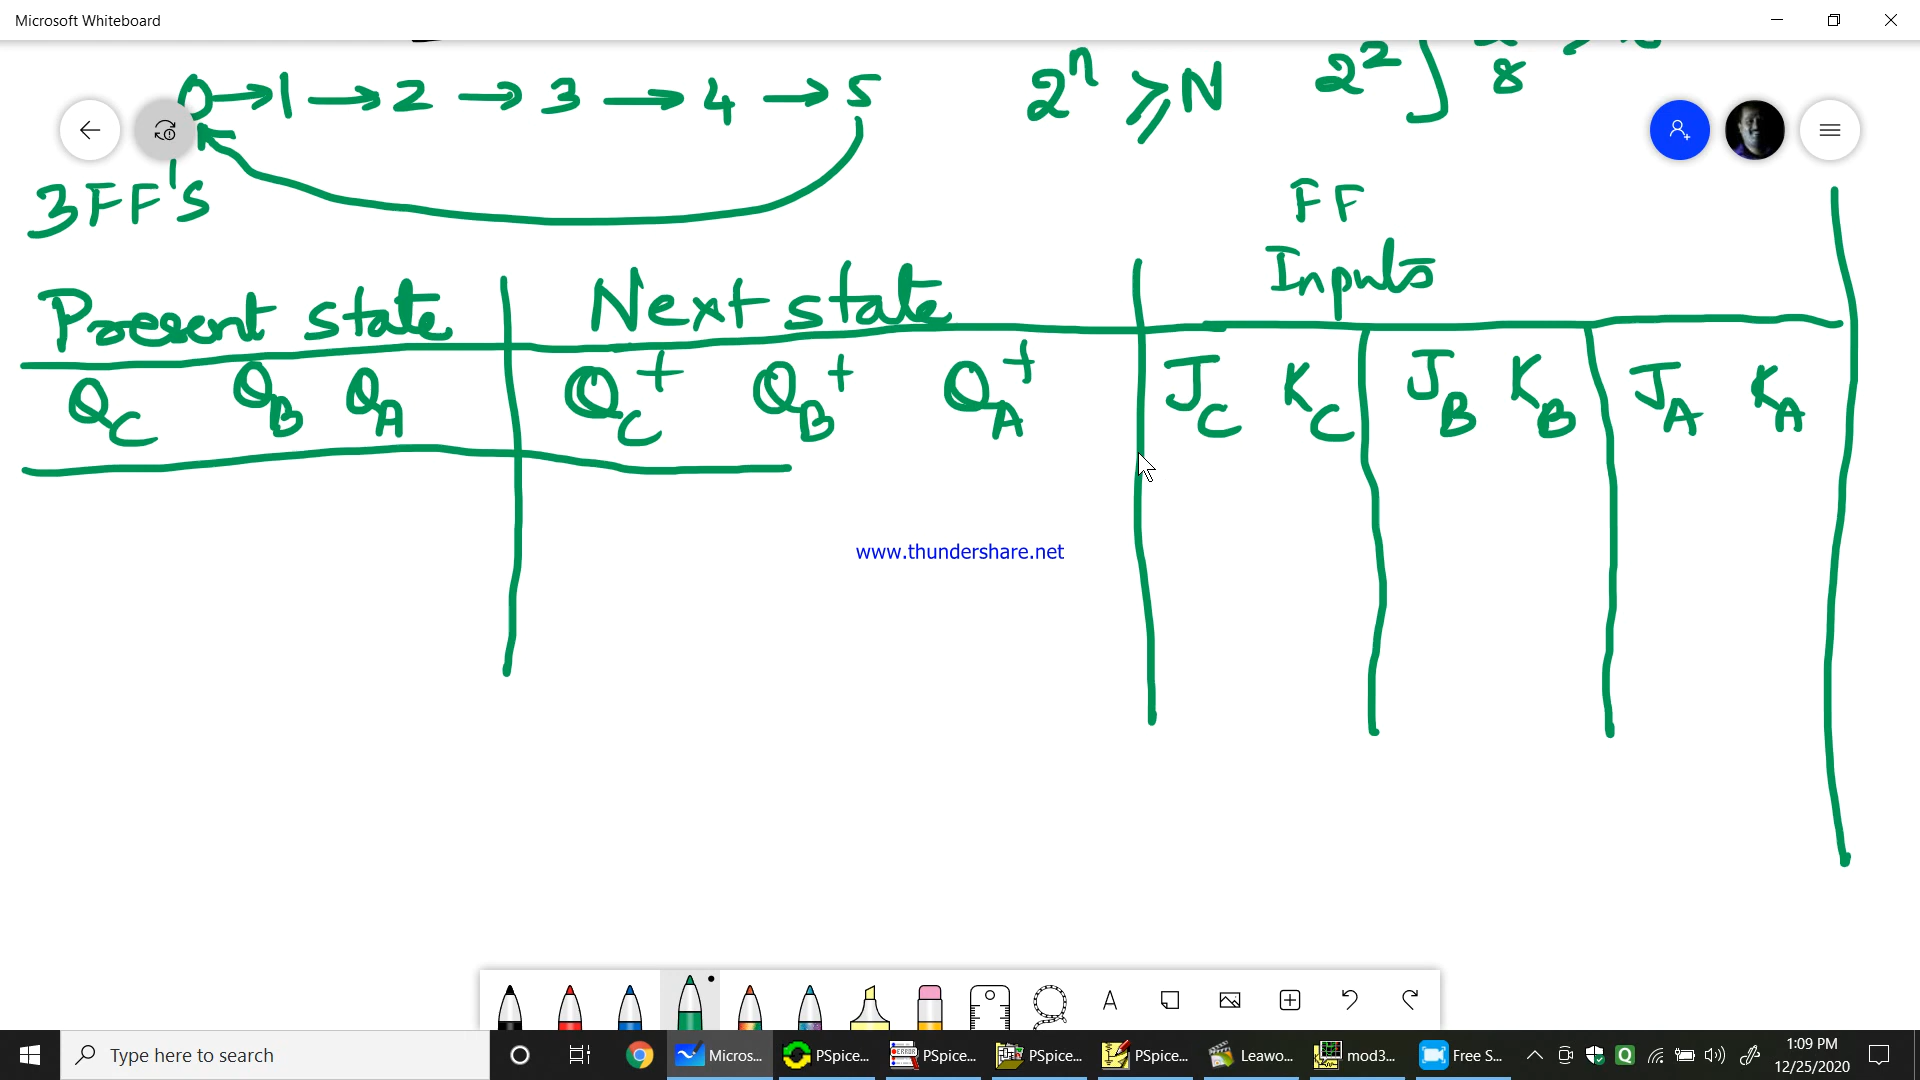 Microsoft Whiteboard
0 → 1 → 2 → 3 → 4 → 5
2ⁿ ⩾ N
2²
8
3FF's
FF
Inputs
Present state Next state
Q_C Q_B Q_A Q_C⁺ Q_B⁺ Q_A⁺ J_C K_C J_B K_B J_A K_A
www.thundershare.net
Type here to search
Micros...
PSpice...
PSpice...
PSpice...
PSpice...
Leawo...
mod3...
Free S...
1:09 PM
12/25/2020